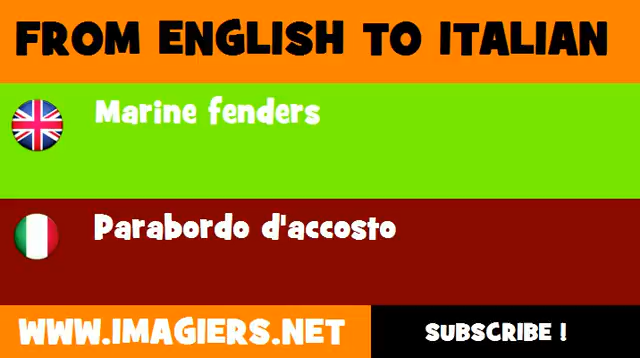 FROM ENGLISH TO ITALIAN
Marine fenders
Parabordo d'accosto
WWW.IMAGIERS.NET
SUBSCRIBE !